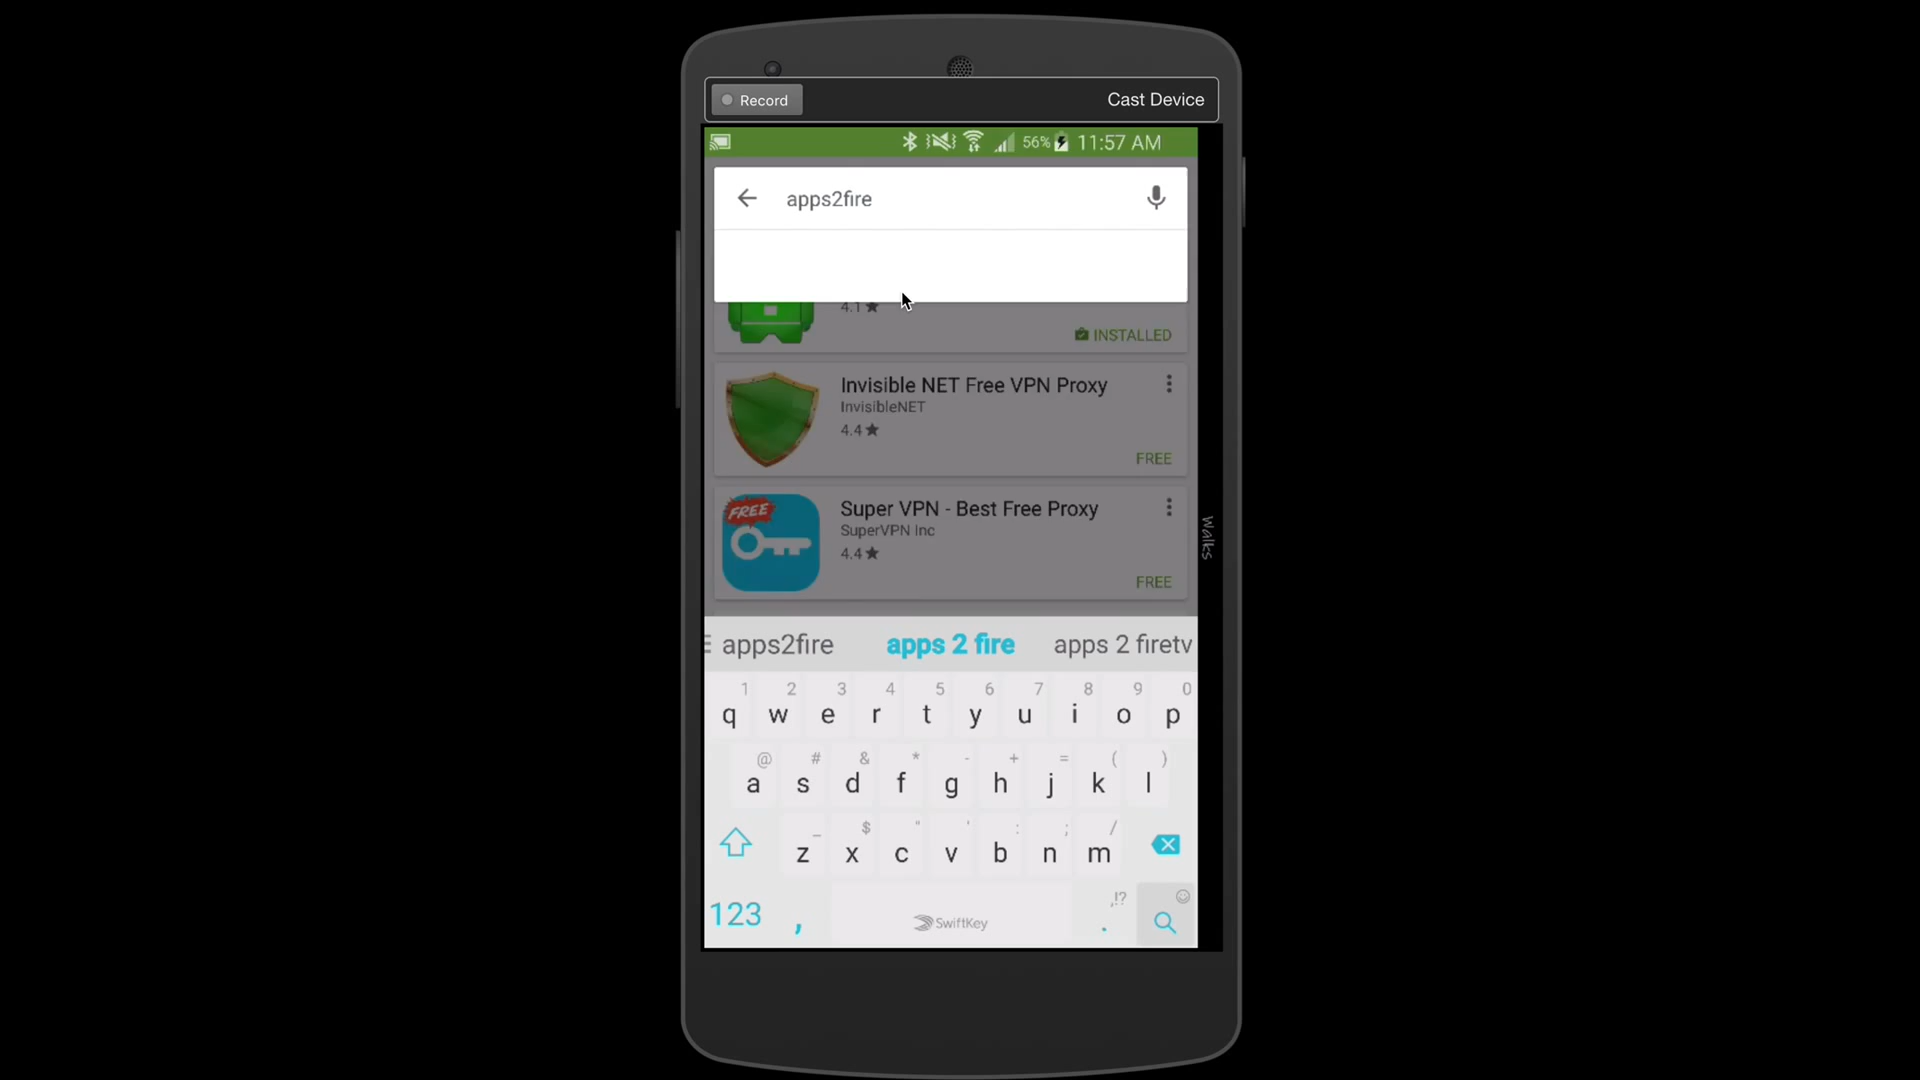 Record
Cast Device
56% 11:57 AM
apps2fire
4.1 ★
INSTALLED
Invisible NET Free VPN Proxy
InvisibleNET
4.4 ★
FREE
FREE
Super VPN - Best Free Proxy
SuperVPN Inc
4.4 ★
FREE
Walks
apps2fire apps 2 fire apps 2 firetv
1 2 3 4 5 6 7 8 9 0
q w e r t y u i o p
@ # & * - + = ( )
a s d f g h j k l
_ $ " ' : ; /
z x c v b n m
,!?
123 , SwiftKey .